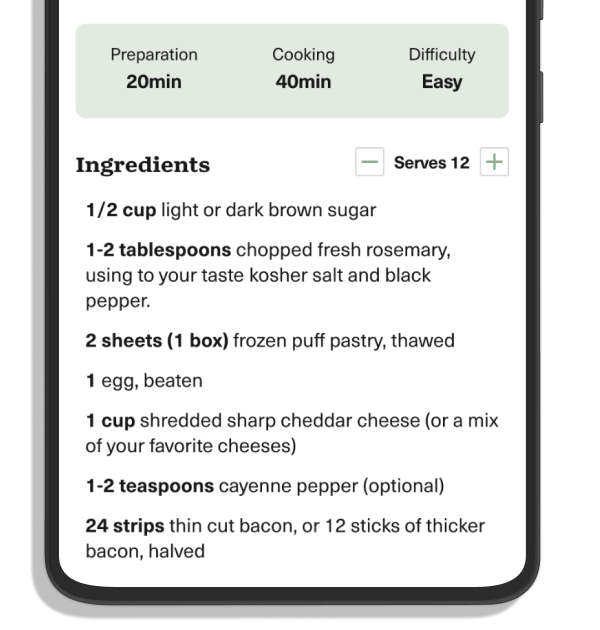 Preparation Cooking Difficulty
20min 40min Easy
Ingredients — Serves 12 +
1/2 cup light or dark brown sugar
1-2 tablespoons chopped fresh rosemary,
using to your taste kosher salt and black
pepper.
2 sheets (1 box) frozen puff pastry, thawed
1 egg, beaten
1 cup shredded sharp cheddar cheese (or a mix
of your favorite cheeses)
1-2 teaspoons cayenne pepper (optional)
24 strips thin cut bacon, or 12 sticks of thicker
bacon, halved